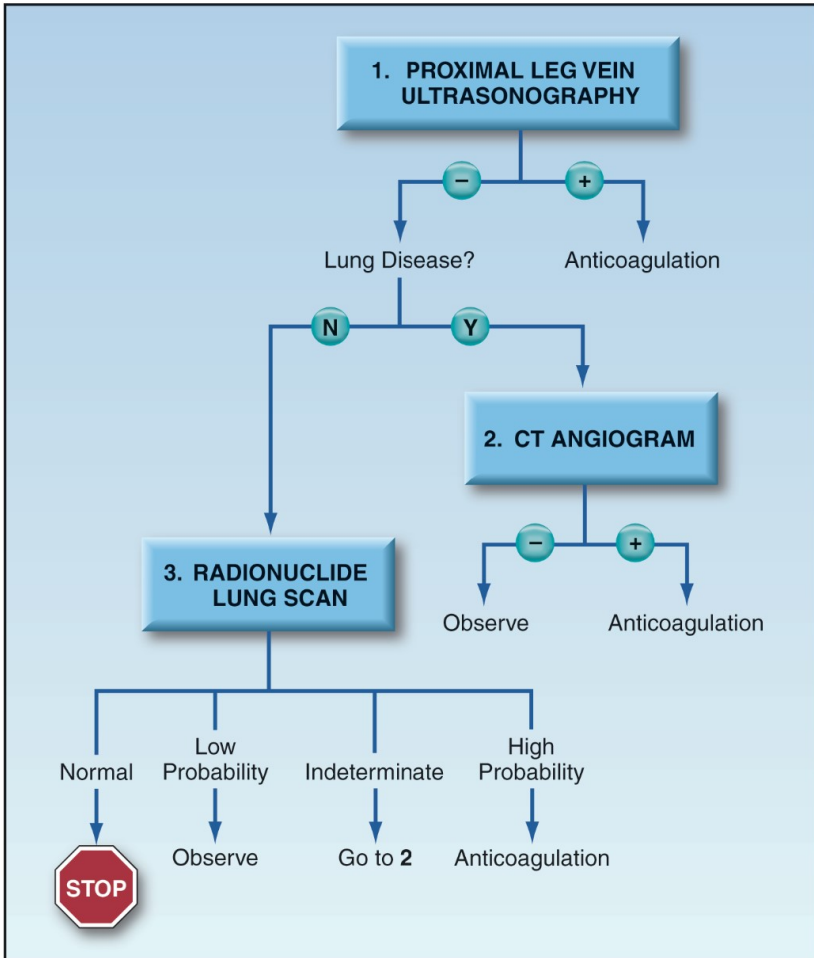 1. PROXIMAL LEG VEIN
ULTRASONOGRAPHY
− +
Lung Disease? Anticoagulation
N Y
2. CT ANGIOGRAM
− +
Observe Anticoagulation
3. RADIONUCLIDE
LUNG SCAN
Normal
Low
Probability
Indeterminate
High
Probability
STOP
Observe
Go to 2
Anticoagulation